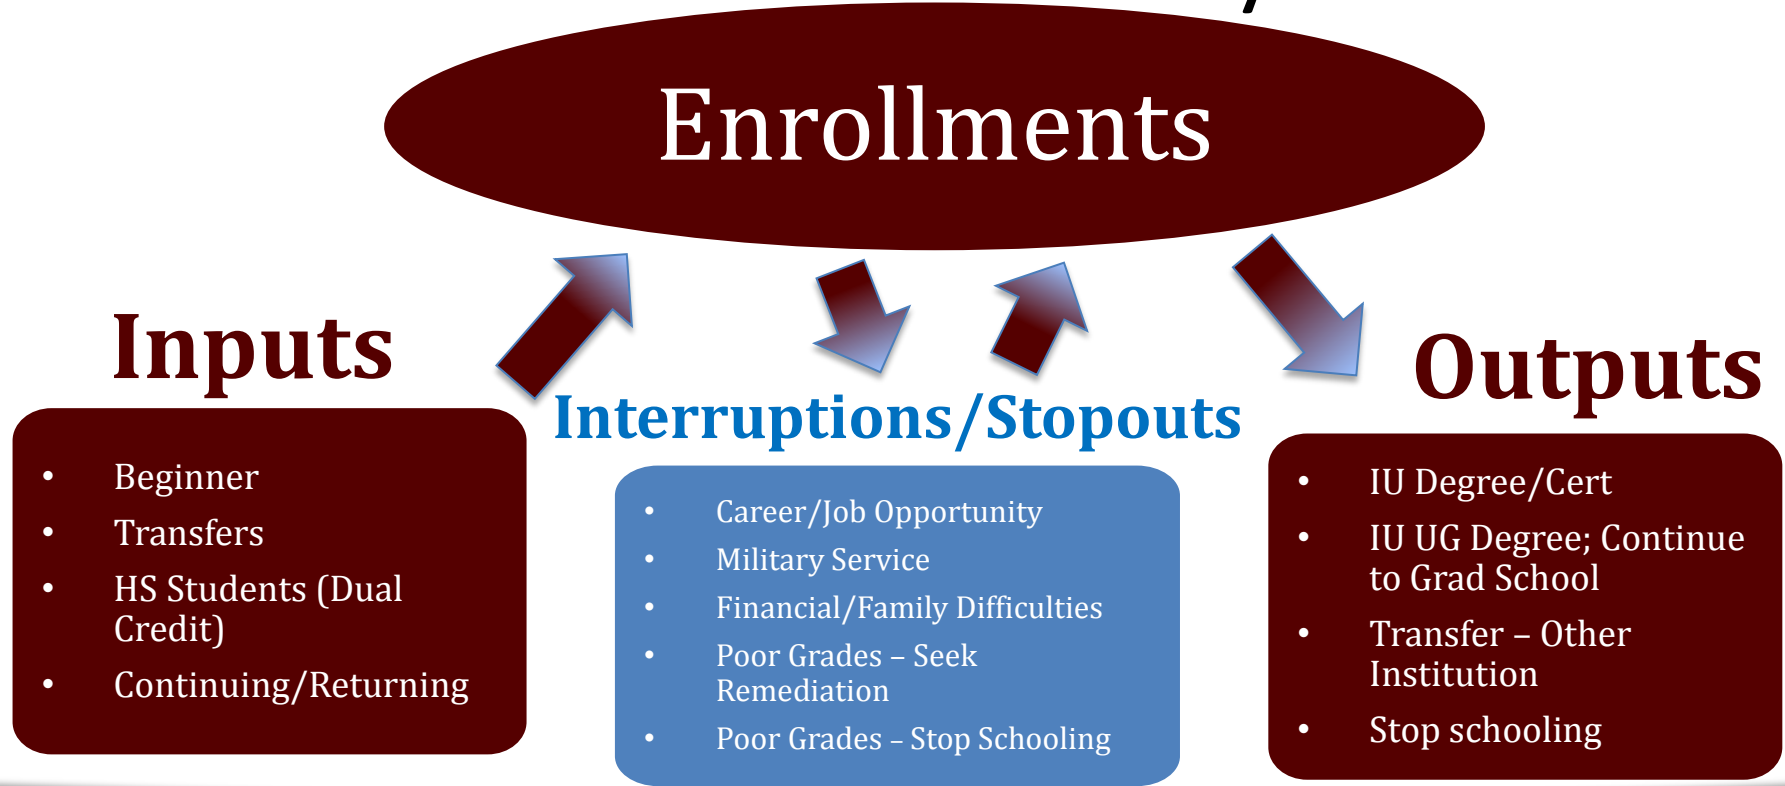 Enrollments
Inputs
• Beginner
• Transfers
• HS Students (Dual
Credit)
• Continuing/Returning
Interruptions/Stopouts
• Career/Job Opportunity
• Military Service
• Financial/Family Difficulties
• Poor Grades – Seek
Remediation
• Poor Grades – Stop Schooling
Outputs
• IU Degree/Cert
• IU UG Degree; Continue
to Grad School
• Transfer – Other
Institution
• Stop schooling